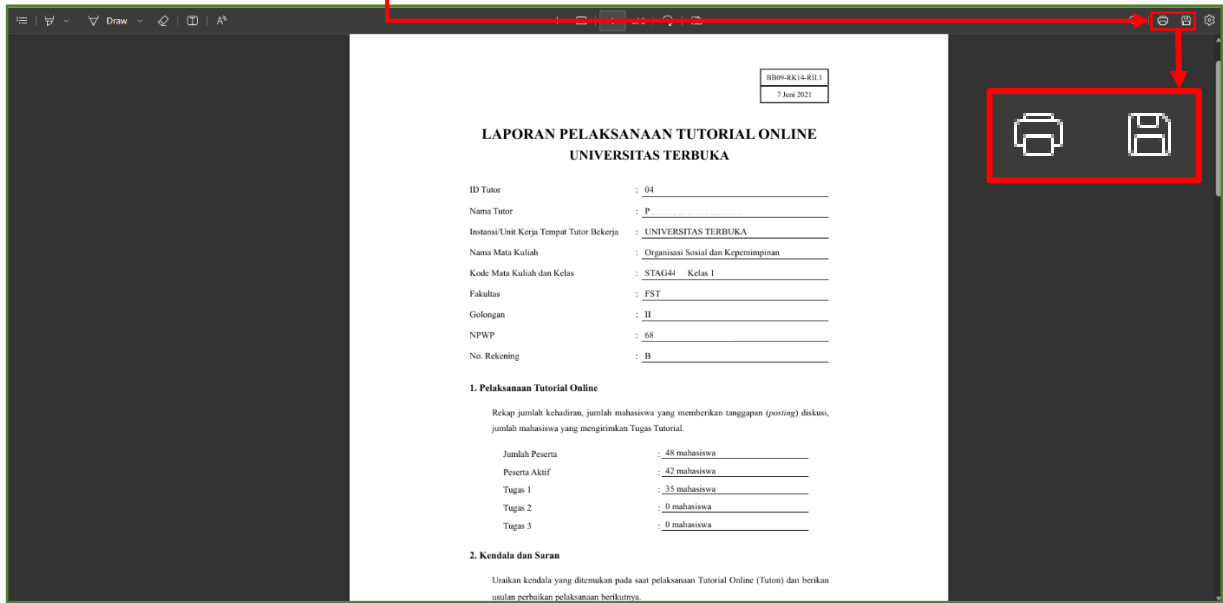 Draw
BB09-RK14-RII.1
7 Juni 2021
LAPORAN PELAKSANAAN TUTORIAL ONLINE
UNIVERSITAS TERBUKA
ID Tutor : 04
Nama Tutor : P
Instansi/Unit Kerja Tempat Tutor Bekerja : UNIVERSITAS TERBUKA
Nama Mata Kuliah : Organisasi Sosial dan Kepemimpinan
Kode Mata Kuliah dan Kelas : STAG44 Kelas 1
Fakultas : FST
Golongan : II
NPWP : 68
No. Rekening : B
1. Pelaksanaan Tutorial Online
Rekap jumlah kehadiran, jumlah mahasiswa yang memberikan tanggapan (posting) diskusi,
jumlah mahasiswa yang mengirimkan Tugas Tutorial.
Jumlah Peserta : 48 mahasiswa
Peserta Aktif : 42 mahasiswa
Tugas 1 : 35 mahasiswa
Tugas 2 : 0 mahasiswa
Tugas 3 : 0 mahasiswa
2. Kendala dan Saran
Uraikan kendala yang ditemukan pada saat pelaksanaan Tutorial Online (Tuton) dan berikan
usulan perbaikan pelaksanaan berikutnya.